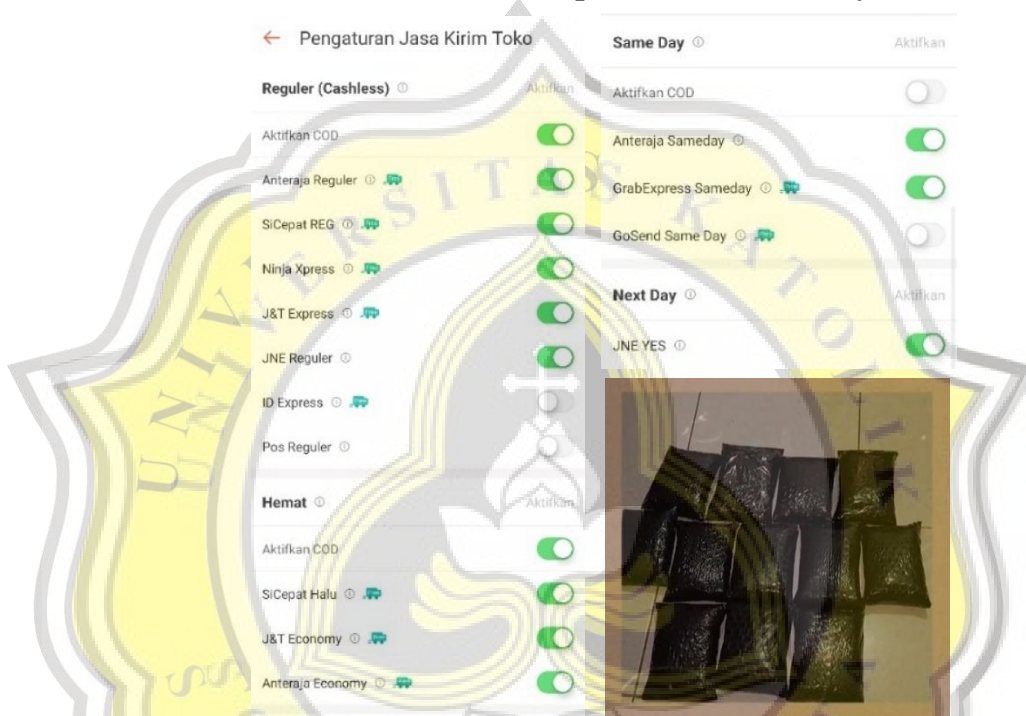 Pengaturan Jasa Kirim Toko
Reguler (Cashless)
Aktifkan
Aktifkan COD
Anteraja Reguler
SiCepat REG
Ninja Xpress
J&T Express
JNE Reguler
ID Express
Pos Reguler
Hemat
Aktifkan
Aktifkan COD
SiCepat Halu
J&T Economy
Anteraja Economy
Same Day
Aktifkan
Aktifkan COD
Anteraja Sameday
GrabExpress Sameday
GoSend Same Day
Next Day
Aktifkan
JNE YES
UNIVERSITAS KATOLIK